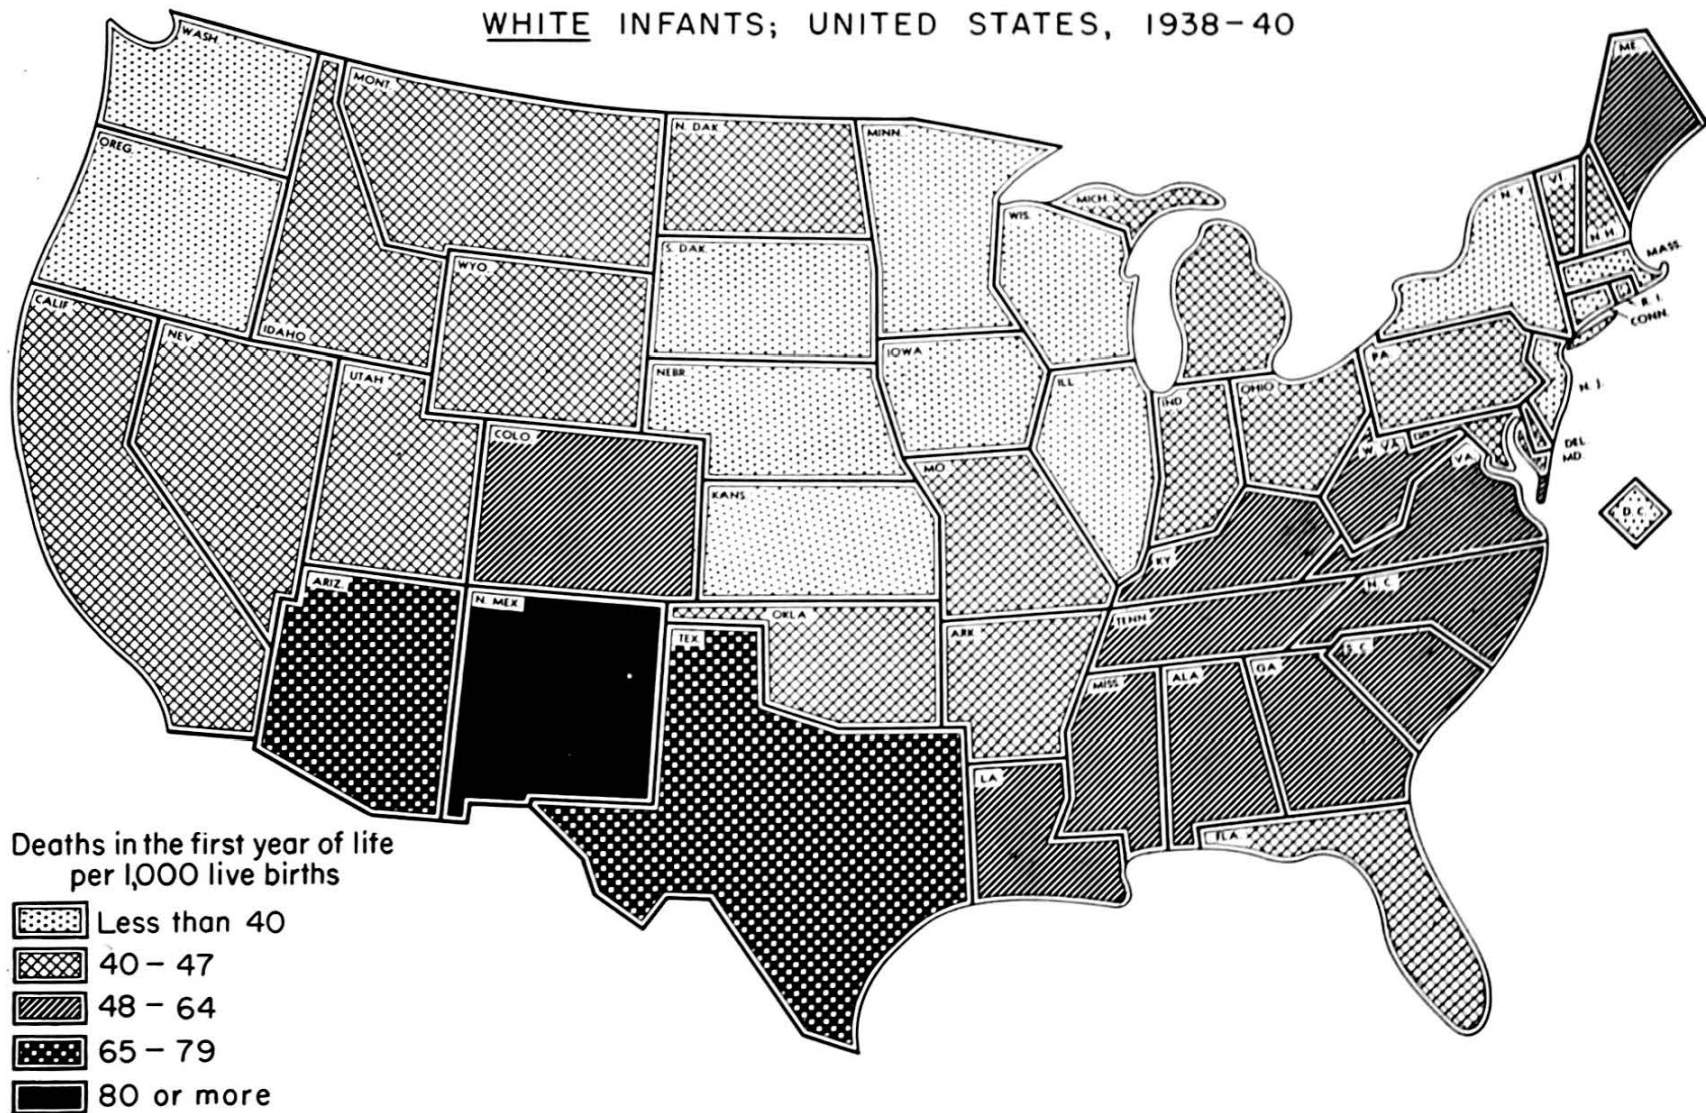 WHITE INFANTS; UNITED STATES, 1938-40
WASH.
MONT.
N. DAK.
MINN.
ME.
OREG.
MICH.
WIS.
N. Y.
VT.
N. H.
MASS.
S. DAK.
WYO.
CALIF.
NEV.
IDAHO
R. I.
CONN.
IOWA
PA.
UTAH
NEBR.
ILL.
IND.
OHIO
N. J.
COLO.
MO.
W. VA.
VA.
DEL.
MD.
KANS.
D. C.
KY.
ARIZ.
N. MEX.
OKLA.
N. C.
TEX.
ARK.
TENN.
S. C.
MISS.
ALA.
GA.
LA.
FLA.
Deaths in the first year of life
per 1,000 live births
Less than 40
40 - 47
48 - 64
65 - 79
80 or more